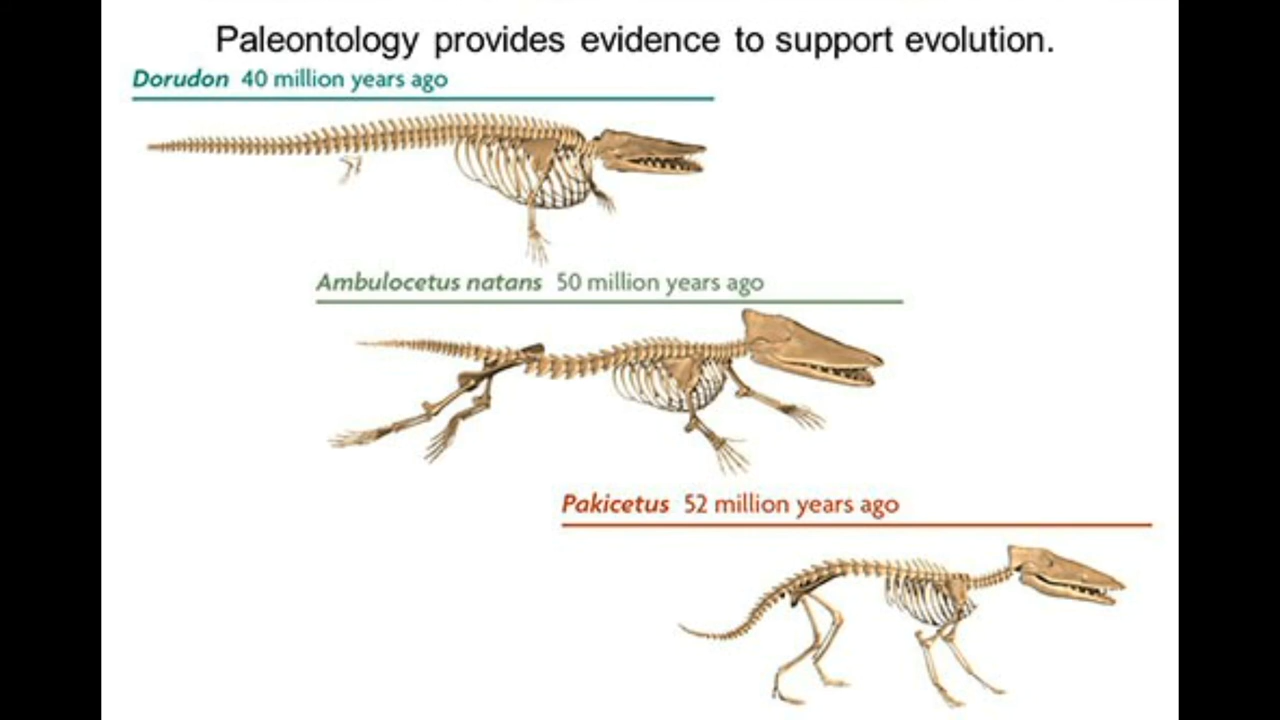 Paleontology provides evidence to support evolution.
Dorudon 40 million years ago
Ambulocetus natans 50 million years ago
Pakicetus 52 million years ago